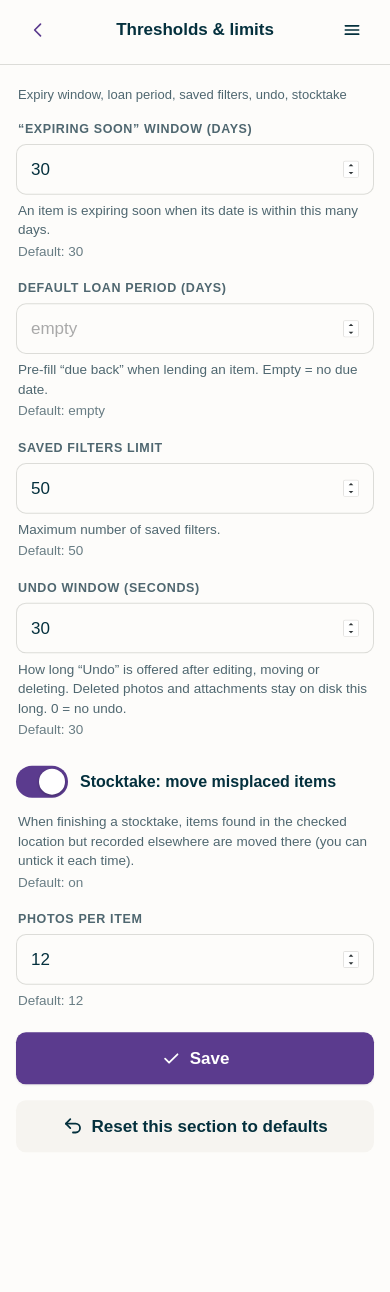 Thresholds & limits
Expiry window, loan period, saved filters, undo, stocktake
“EXPIRING SOON” WINDOW (DAYS)
30
An item is expiring soon when its date is within this many
days.
Default: 30
DEFAULT LOAN PERIOD (DAYS)
empty
Pre-fill “due back” when lending an item. Empty = no due
date.
Default: empty
SAVED FILTERS LIMIT
50
Maximum number of saved filters.
Default: 50
UNDO WINDOW (SECONDS)
30
How long “Undo” is offered after editing, moving or
deleting. Deleted photos and attachments stay on disk this
long. 0 = no undo.
Default: 30
Stocktake: move misplaced items
When finishing a stocktake, items found in the checked
location but recorded elsewhere are moved there (you can
untick it each time).
Default: on
PHOTOS PER ITEM
12
Default: 12
Save
Reset this section to defaults